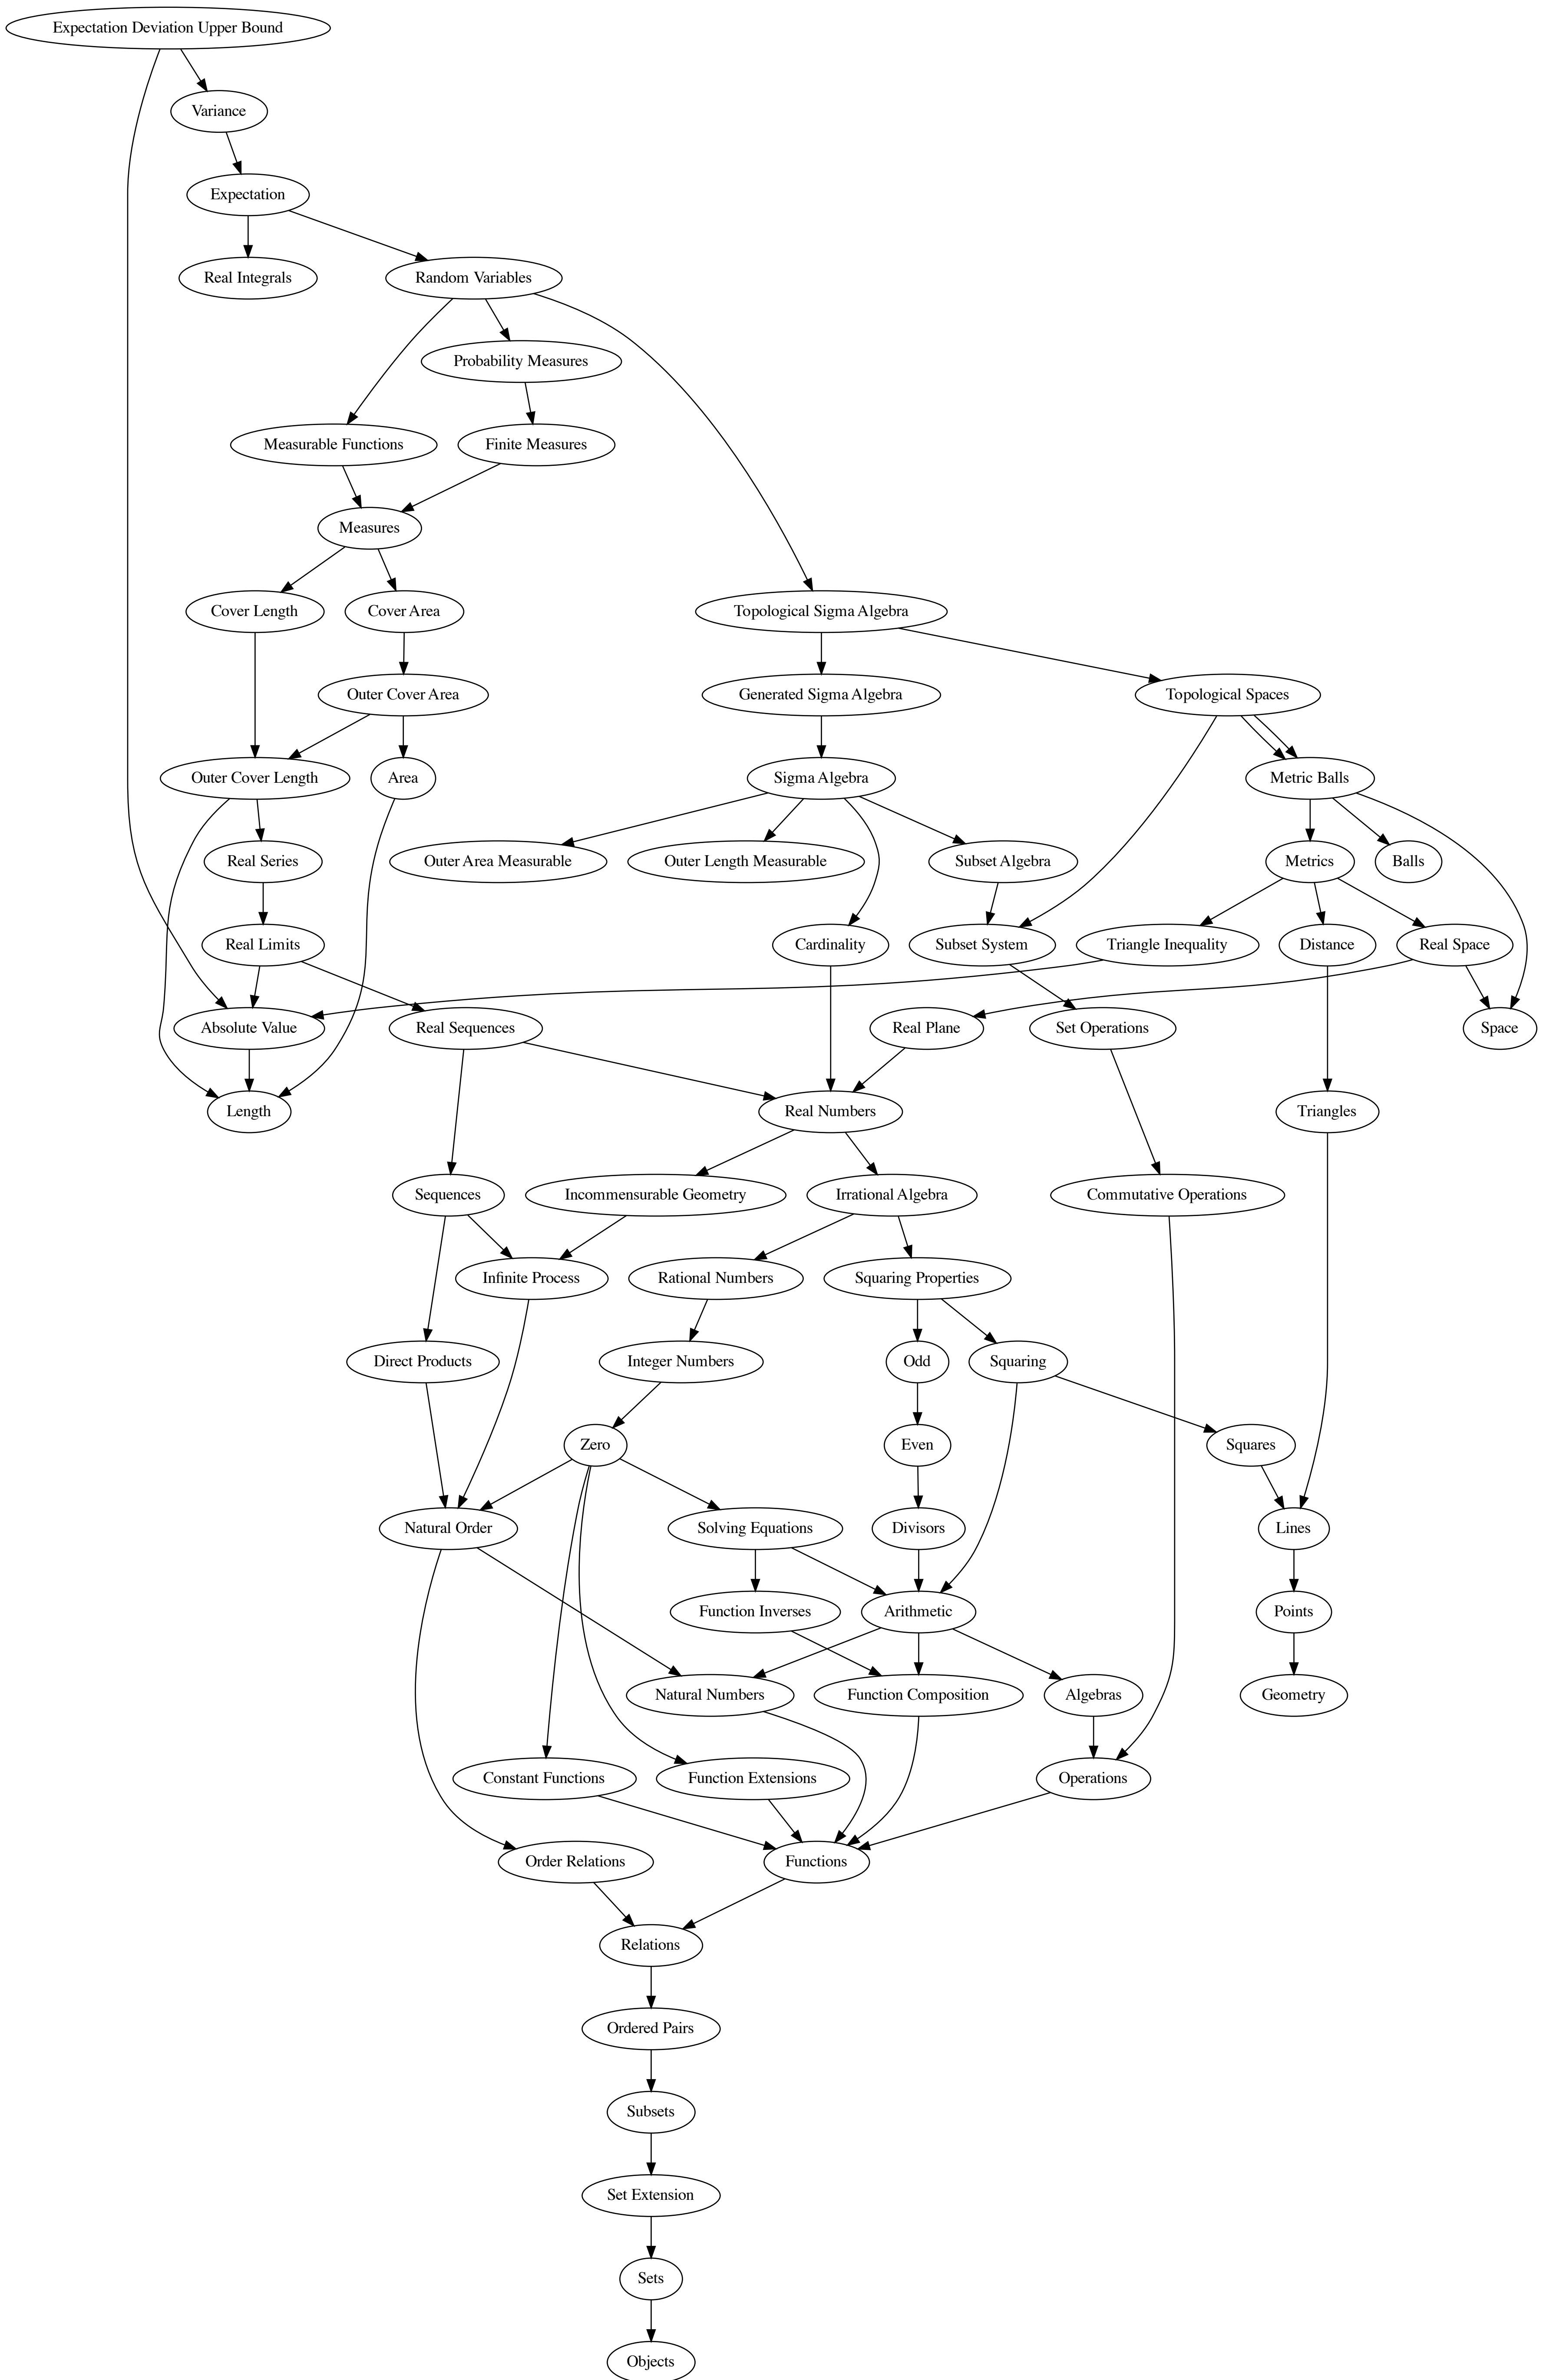 Expectation Deviation Upper Bound
Variance
Expectation
Real Integrals
Random Variables
Probability Measures
Measurable Functions
Finite Measures
Measures
Cover Length
Cover Area
Topological Sigma Algebra
Outer Cover Area
Generated Sigma Algebra
Topological Spaces
Outer Cover Length
Area
Sigma Algebra
Metric Balls
Real Series
Outer Area Measurable
Outer Length Measurable
Subset Algebra
Metrics
Balls
Real Limits
Cardinality
Subset System
Triangle Inequality
Distance
Real Space
Absolute Value
Real Sequences
Real Plane
Set Operations
Space
Length
Real Numbers
Triangles
Sequences
Incommensurable Geometry
Irrational Algebra
Commutative Operations
Infinite Process
Rational Numbers
Squaring Properties
Direct Products
Integer Numbers
Odd
Squaring
Zero
Even
Squares
Natural Order
Solving Equations
Divisors
Lines
Function Inverses
Arithmetic
Points
Natural Numbers
Function Composition
Algebras
Geometry
Constant Functions
Function Extensions
Operations
Order Relations
Functions
Relations
Ordered Pairs
Subsets
Set Extension
Sets
Objects